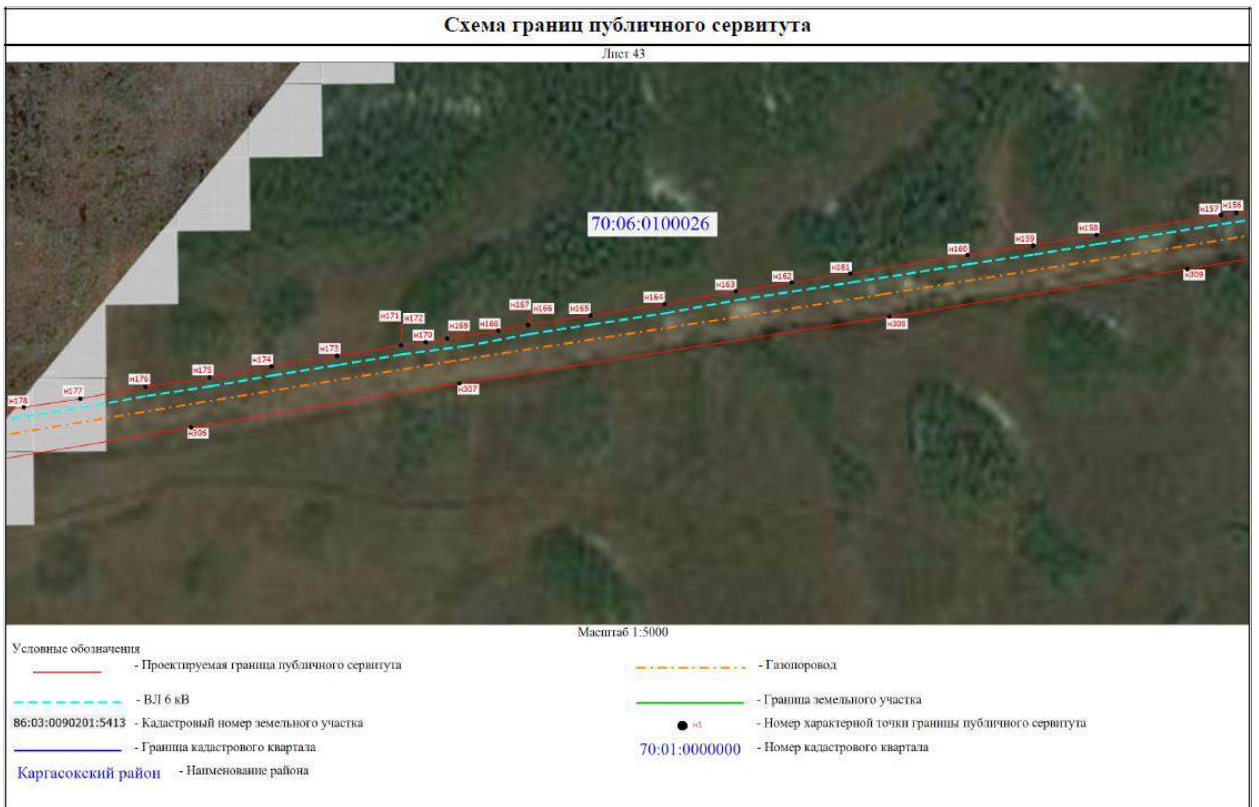 Схема границ публичного сервитута
Лист 43
70:06:0100026
н157 н156
н158
н159
н160
н161
н162
н163
н164
н165
н167
н166
н168
н169
н171
н172
н170
н173
н174
н175
н176
н177
н178
н309
н308
н307
н306
Масштаб 1:5000
Условные обозначения
- Проектируемая граница публичного сервитута
- Газопоровод
- ВЛ 6 кВ
- Граница земельного участка
86:03:0090201:5413 - Кадастровый номер земельного участка
н1 - Номер характерной точки границы публичного сервитута
- Граница кадастрового квартала
70:01:0000000 - Номер кадастрового квартала
Каргасокский район - Наименование района